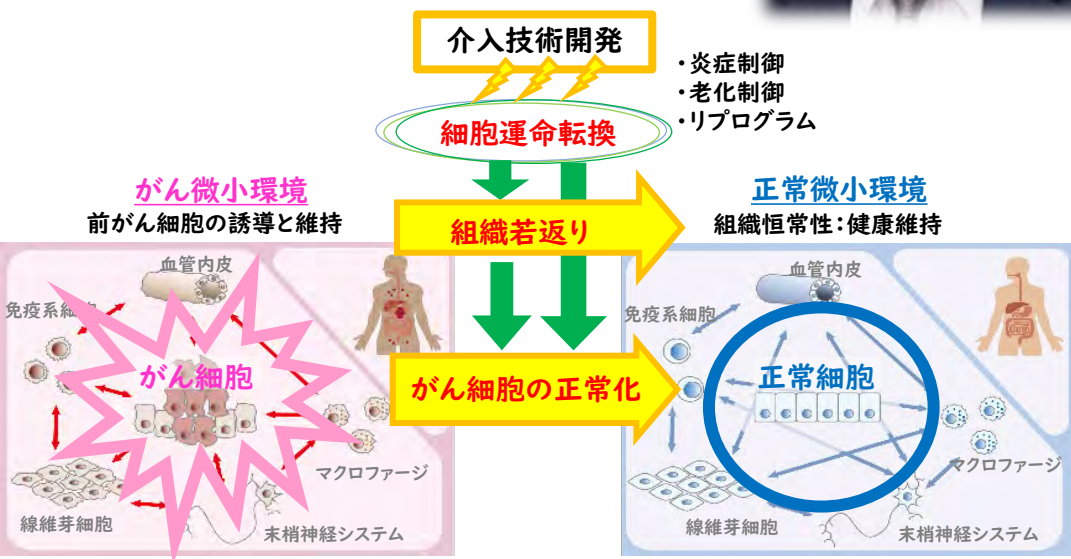 介入技術開発
・炎症制御
・老化制御
・リプログラム
細胞運命転換
がん微小環境
前がん細胞の誘導と維持
組織若返り
正常微小環境
組織恒常性：健康維持
血管内皮
免疫系細胞
がん細胞
マクロファージ
線維芽細胞
末梢神経システム
がん細胞の正常化
血管内皮
免疫系細胞
正常細胞
マクロファージ
線維芽細胞
末梢神経システム